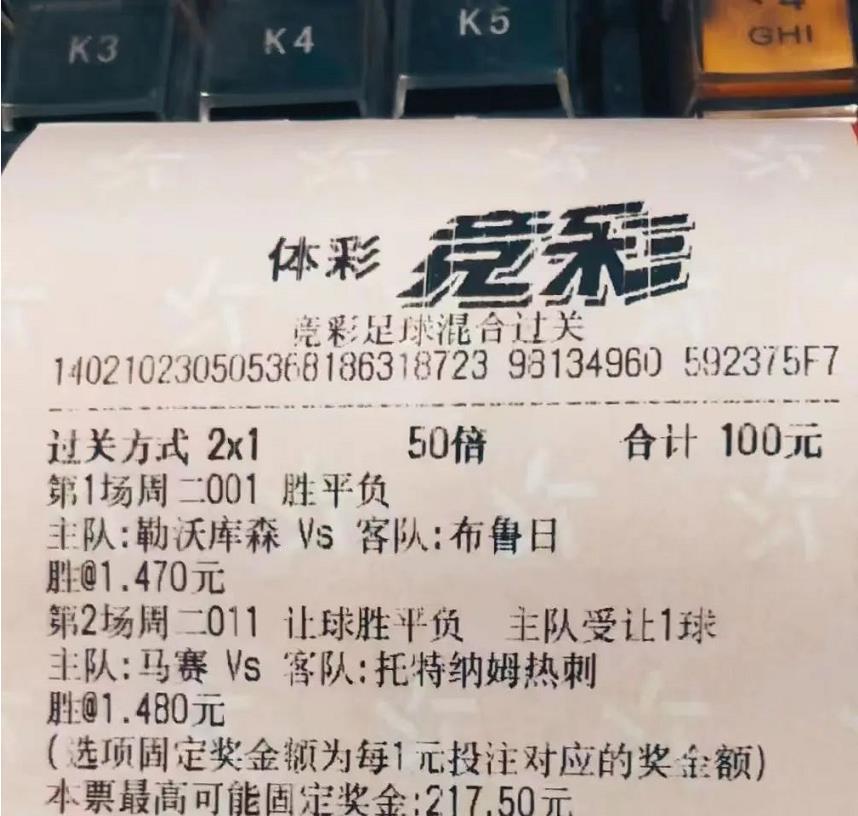 K3 K4 K5
GHI
体彩 竞彩
竞彩足球混合过关
140210230505368186318723 98134960 592375F7
过关方式 2x1 50倍 合计 100元
第1场周二001 胜平负
主队:勒沃库森 Vs 客队:布鲁日
胜@1.470元
第2场周二011 让球胜平负 主队受让1球
主队:马赛 Vs 客队:托特纳姆热刺
胜@1.480元
(选项固定奖金额为每1元投注对应的奖金额)
本票最高可能固定奖金:217.50元